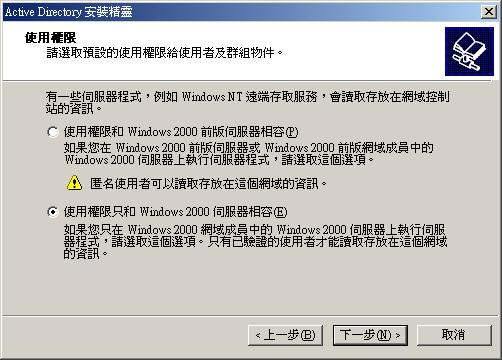 Active Directory 安裝精靈
使用權限
請選取預設的使用權限給使用者及群組物件。
有一些伺服器程式，例如 Windows NT 遠端存取服務，會讀取存放在網域控制
站的資訊。
使用權限和 Windows 2000 前版伺服器相容(P)
如果您在 Windows 2000 前版伺服器或 Windows 2000 前版網域成員中的
Windows 2000 伺服器上執行伺服器程式，請選取這個選項。
匿名使用者可以讀取存放在這個網域的資訊。
使用權限只和 Windows 2000 伺服器相容(E)
如果您只在 Windows 2000 網域成員中的 Windows 2000 伺服器上執行伺服
器程式，請選取這個選項。只有已驗證的使用者才能讀取存放在這個網域
的資訊。
< 上一步(B) 下一步(N) > 取消